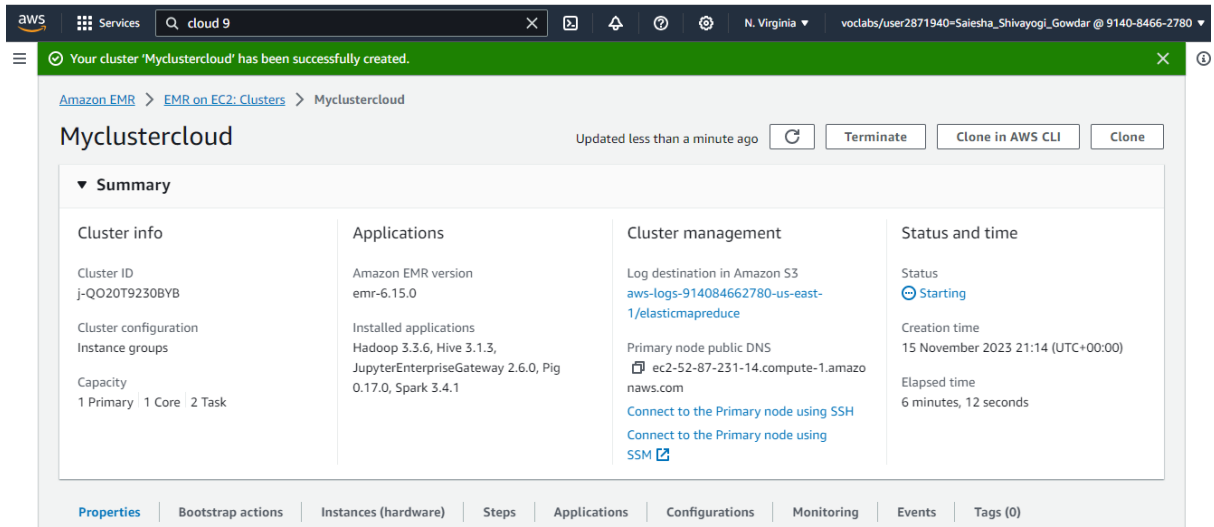 aws
Services
cloud 9
N. Virginia
voclabs/user2871940=Saiesha_Shivayogi_Gowdar @ 9140-8466-2780
Your cluster 'Myclustercloud' has been successfully created.
Amazon EMR > EMR on EC2: Clusters > Myclustercloud
Myclustercloud
Updated less than a minute ago
Terminate
Clone in AWS CLI
Clone
Summary
Cluster info
Cluster ID
j-QO20T9230BYB
Cluster configuration
Instance groups
Capacity
1 Primary | 1 Core | 2 Task
Applications
Amazon EMR version
emr-6.15.0
Installed applications
Hadoop 3.3.6, Hive 3.1.3,
JupyterEnterpriseGateway 2.6.0, Pig
0.17.0, Spark 3.4.1
Cluster management
Log destination in Amazon S3
aws-logs-914084662780-us-east-
1/elasticmapreduce
Primary node public DNS
ec2-52-87-231-14.compute-1.amazo
naws.com
Connect to the Primary node using SSH
Connect to the Primary node using
SSM
Status and time
Status
Starting
Creation time
15 November 2023 21:14 (UTC+00:00)
Elapsed time
6 minutes, 12 seconds
Properties
Bootstrap actions
Instances (hardware)
Steps
Applications
Configurations
Monitoring
Events
Tags (0)